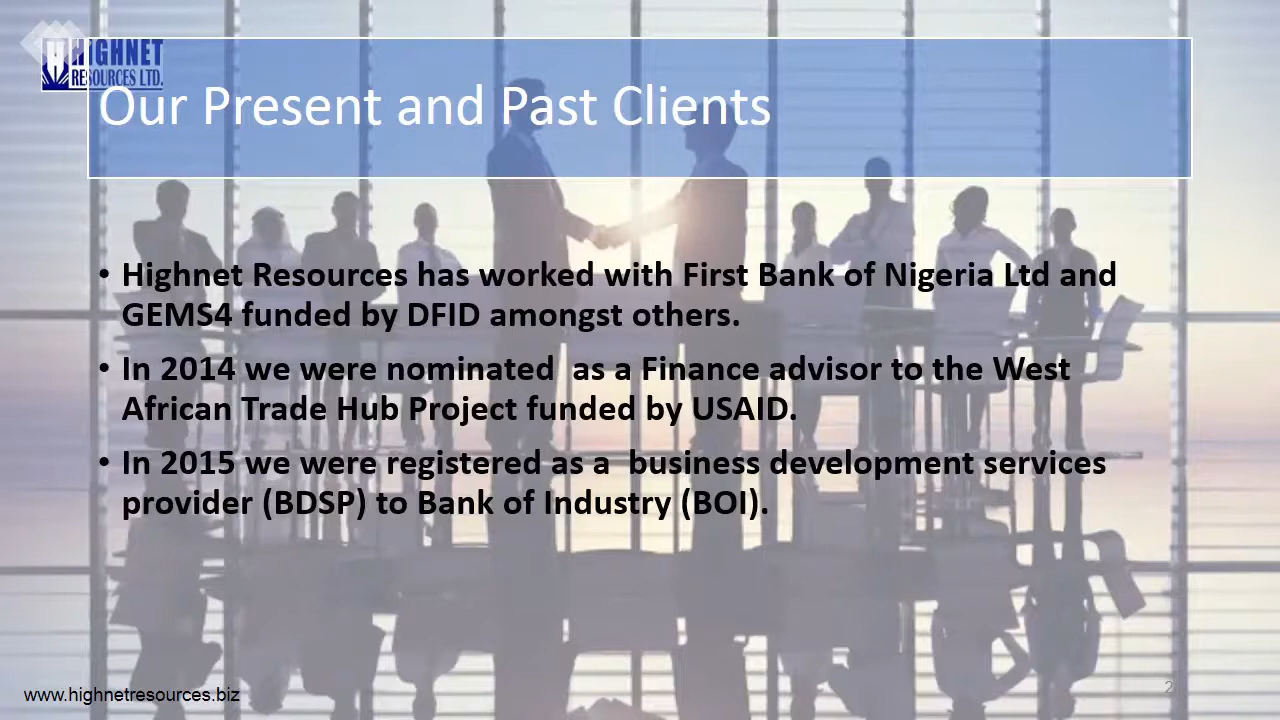 HIGHNET
RESOURCES LTD.
Our Present and Past Clients
• Highnet Resources has worked with First Bank of Nigeria Ltd and
GEMS4 funded by DFID amongst others.
• In 2014 we were nominated  as a Finance advisor to the West
African Trade Hub Project funded by USAID.
• In 2015 we were registered as a  business development services
provider (BDSP) to Bank of Industry (BOI).
www.highnetresources.biz
2